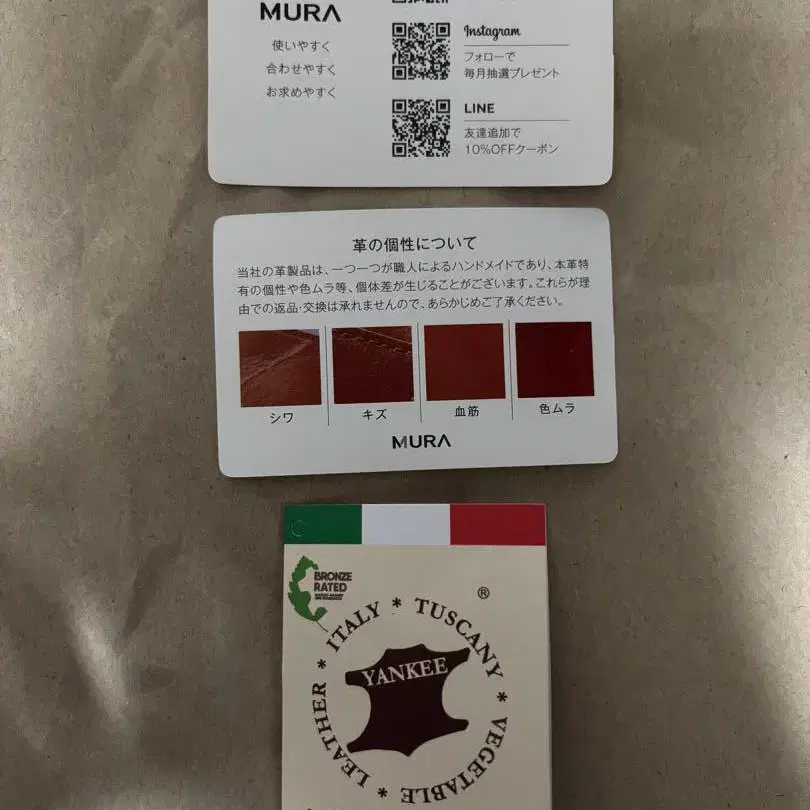 MURA
使いやすく
合わせやすく
お求めやすく
Instagram
フォローで
毎月抽選プレゼント
LINE
友達追加で
10%OFFクーポン
革の個性について
当社の革製品は、一つ一つが職人によるハンドメイドであり、本革特
有の個性や色ムラ等、個体差が生じることがございます。これらが理
由での返品・交換は承れませんので、あらかじめご了承ください。
シワ
キズ
血筋
色ムラ
MURA
BRONZE
RATED
®
ITALY * TUSCANY * VEGETABLE * LEATHER *
YANKEE